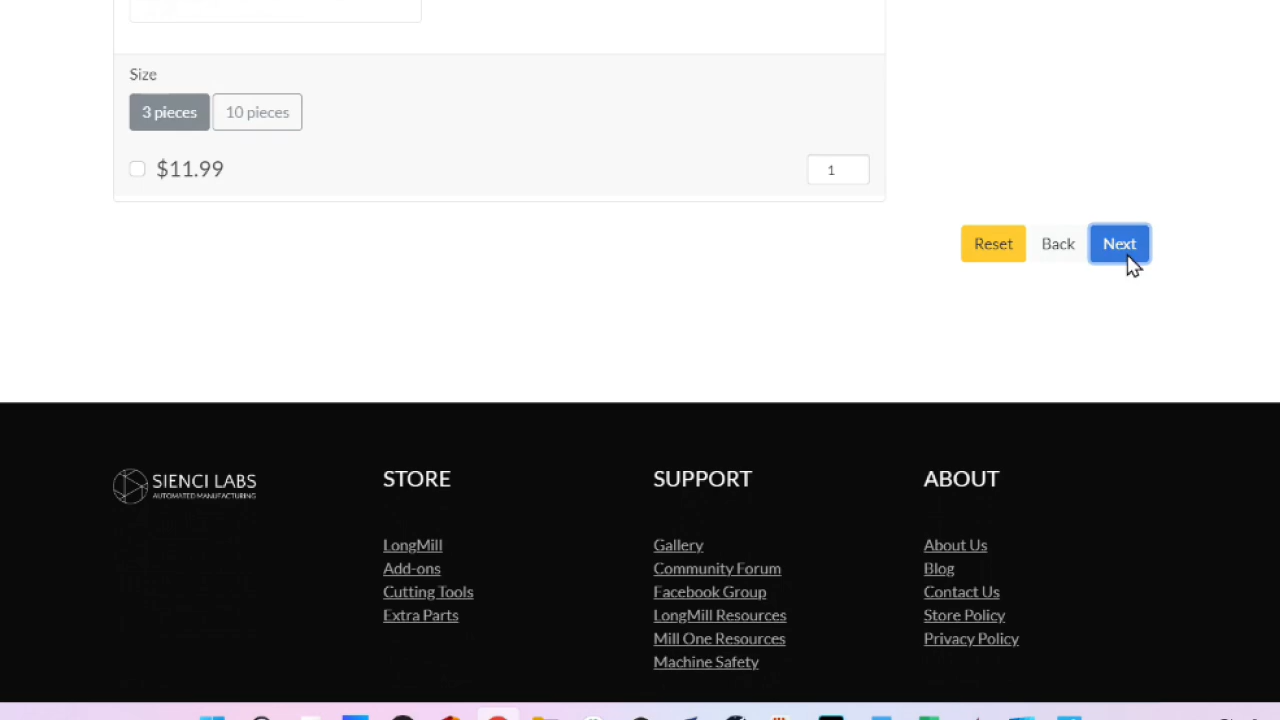 Size
3 pieces
10 pieces
$11.99
1
Reset
Back
Next
SIENCI LABS
AUTOMATED MANUFACTURING
STORE
LongMill
Add-ons
Cutting Tools
Extra Parts
SUPPORT
Gallery
Community Forum
Facebook Group
LongMill Resources
Mill One Resources
Machine Safety
ABOUT
About Us
Blog
Contact Us
Store Policy
Privacy Policy